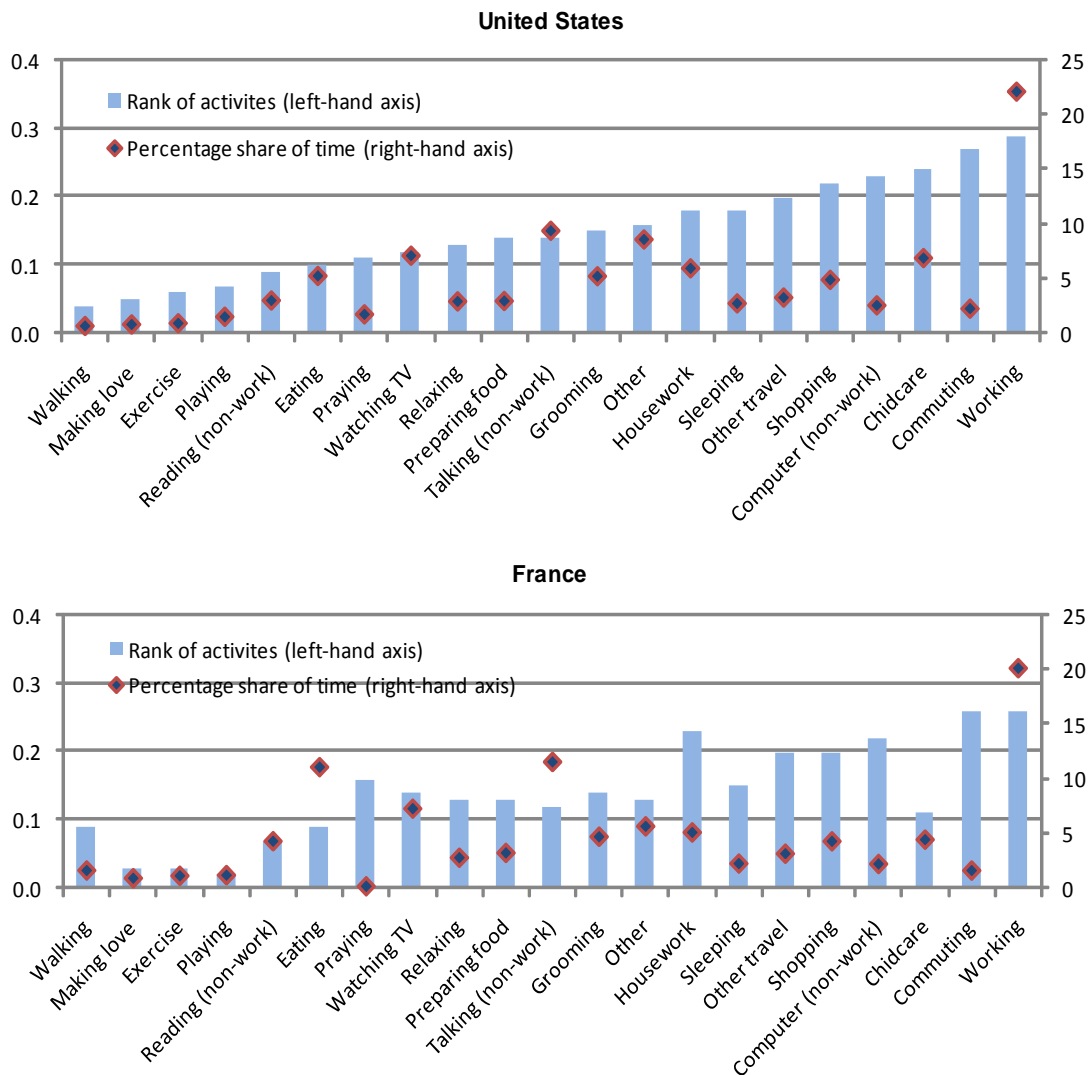 United States
0.4
0.3
0.2
0.1
0.0
25
20
15
10
5
0
Rank of activites (left-hand axis)
Percentage share of time (right-hand axis)
Walking
Making love
Exercise
Playing
Reading (non-work)
Eating
Praying
Watching TV
Relaxing
Preparing food
Talking (non-work)
Grooming
Other
Housework
Sleeping
Other travel
Shopping
Computer (non-work)
Chidcare
Commuting
Working
France
0.4
0.3
0.2
0.1
0.0
25
20
15
10
5
0
Rank of activites (left-hand axis)
Percentage share of time (right-hand axis)
Walking
Making love
Exercise
Playing
Reading (non-work)
Eating
Praying
Watching TV
Relaxing
Preparing food
Talking (non-work)
Grooming
Other
Housework
Sleeping
Other travel
Shopping
Computer (non-work)
Chidcare
Commuting
Working